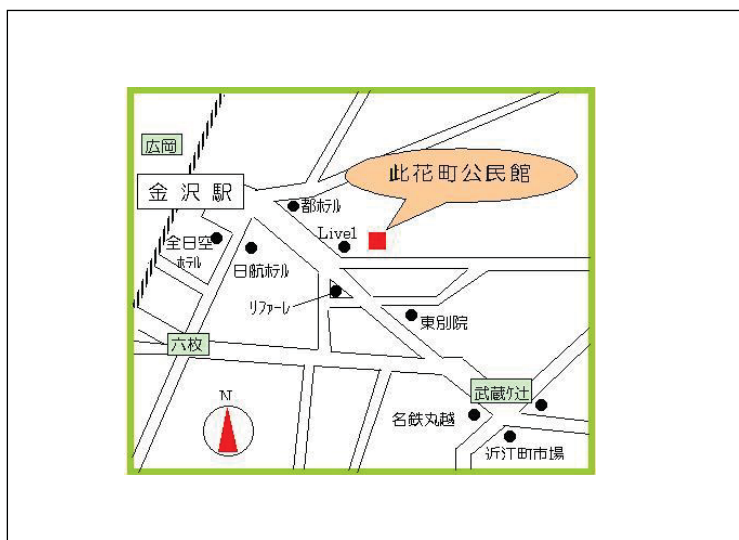 広岡
此花町公民館
金沢駅
都ホテル
Live1
全日空
ホテル
日航ホテル
リファーレ
東別院
六枚
N
武蔵ケ辻
名鉄丸越
近江町市場